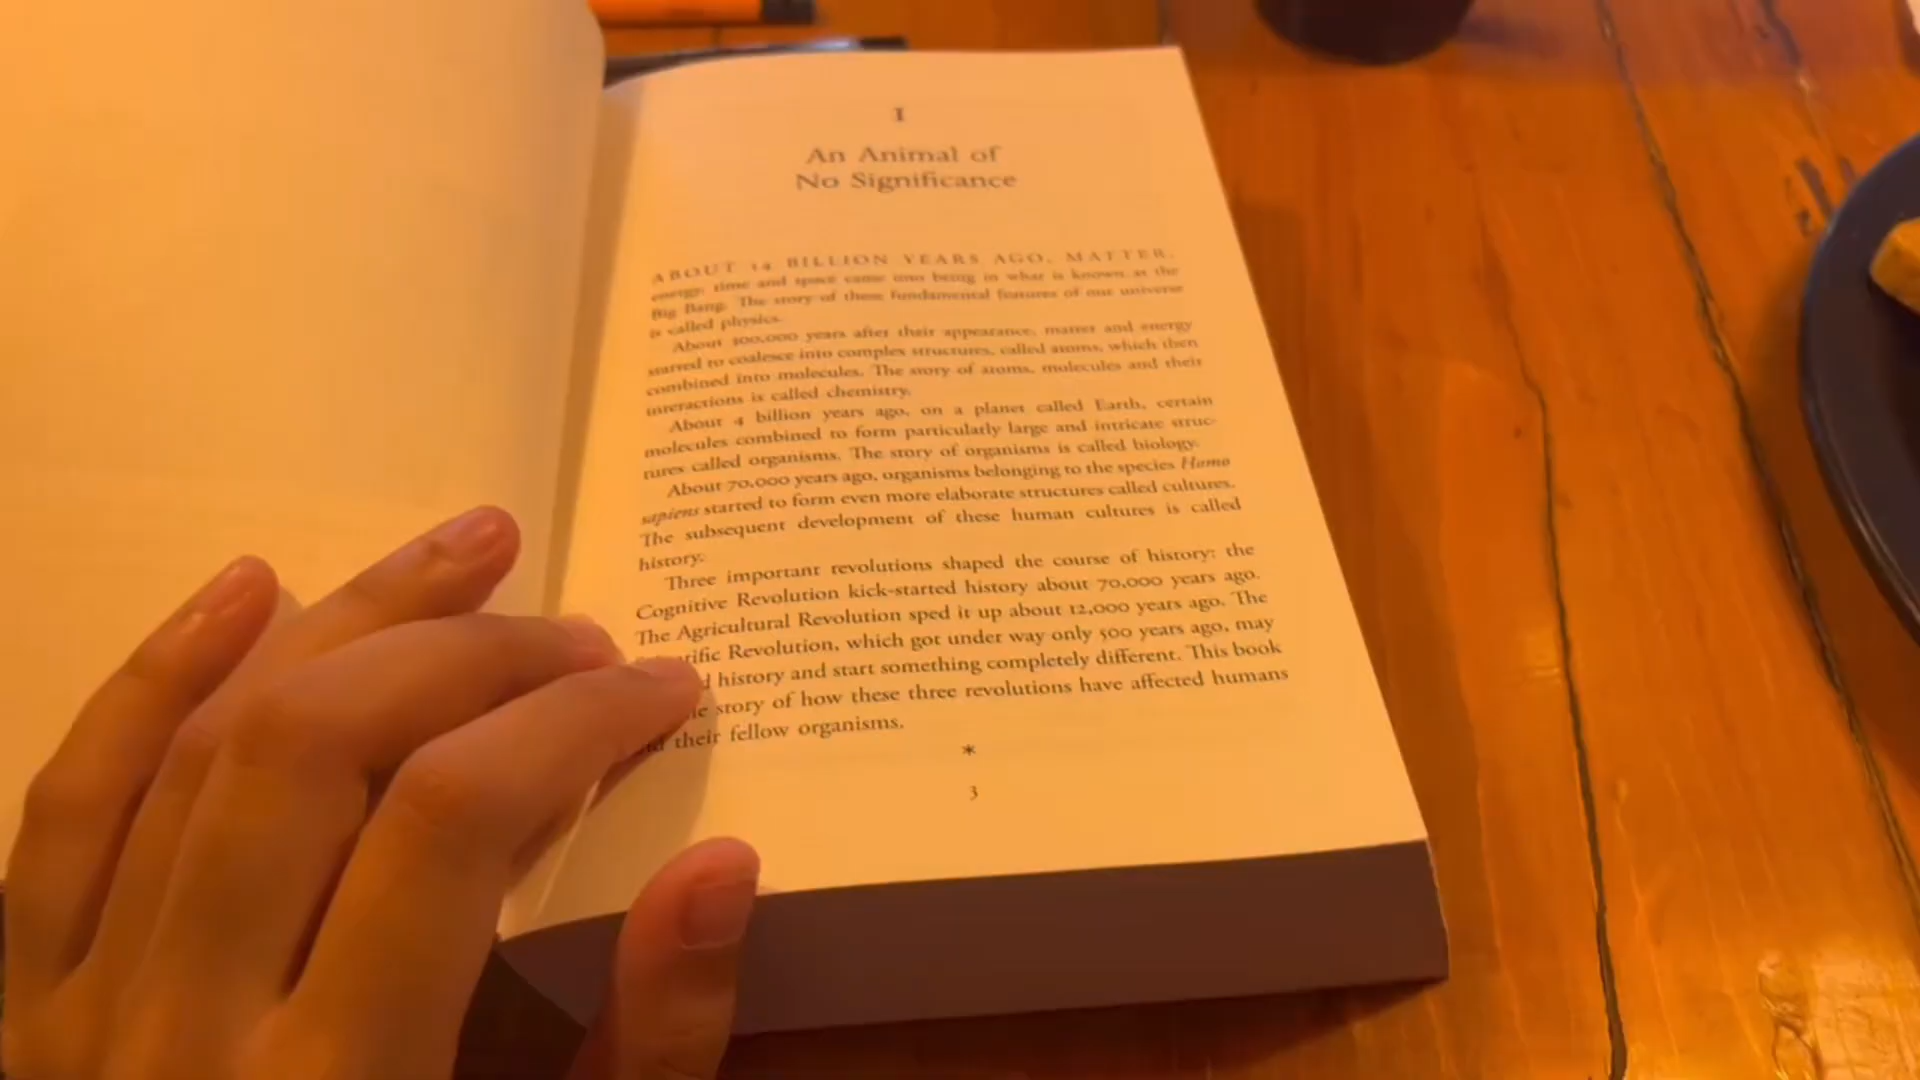 1
An Animal of
No Significance
ABOUT 14 BILLION YEARS AGO, MATTER,
energy, time and space came into being in what is known as the
Big Bang. The story of these fundamental features of our universe
is called physics.
About 300,000 years after their appearance, matter and energy
started to coalesce into complex structures, called atoms, which then
combined into molecules. The story of atoms, molecules and their
interactions is called chemistry.
About 4 billion years ago, on a planet called Earth, certain
molecules combined to form particularly large and intricate struc-
tures called organisms. The story of organisms is called biology.
About 70,000 years ago, organisms belonging to the species Homo
sapiens started to form even more elaborate structures called cultures.
The subsequent development of these human cultures is called
history.
Three important revolutions shaped the course of history: the
Cognitive Revolution kick-started history about 70,000 years ago.
The Agricultural Revolution sped it up about 12,000 years ago. The
Revolution, which got under way only 500 years ago, may
history and start something completely different. This book
story of how these three revolutions have affected humans
their fellow organisms.
*
3